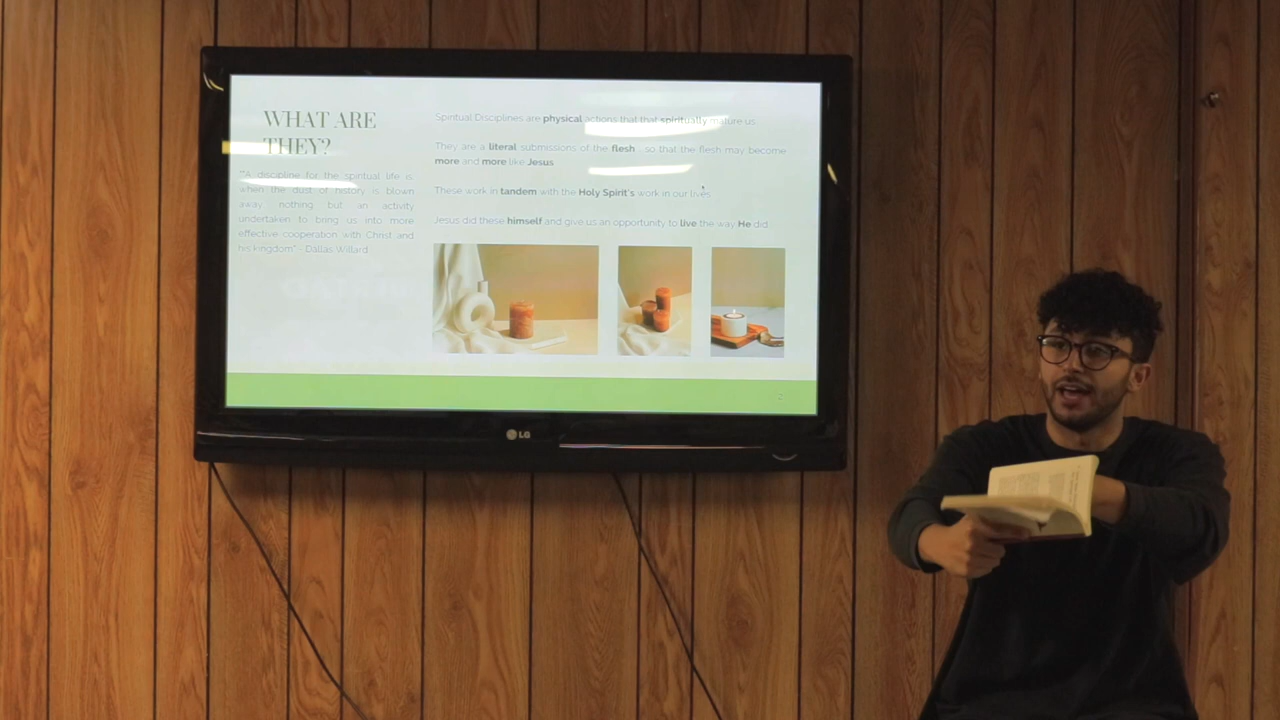 WHAT ARE
THEY?
"A discipline for the spiritual life is,
when the dust of history is blown
away, nothing but an activity
undertaken to bring us into more
effective cooperation with Christ and
his kingdom" - Dallas Willard
Spiritual Disciplines are physical actions that that spiritually mature us.
They are a literal submissions of the flesh , so that the flesh may become
more and more like Jesus.
These work in tandem with the Holy Spirit's work in our lives.
Jesus did these himself and give us an opportunity to live the way He did.
2
LG